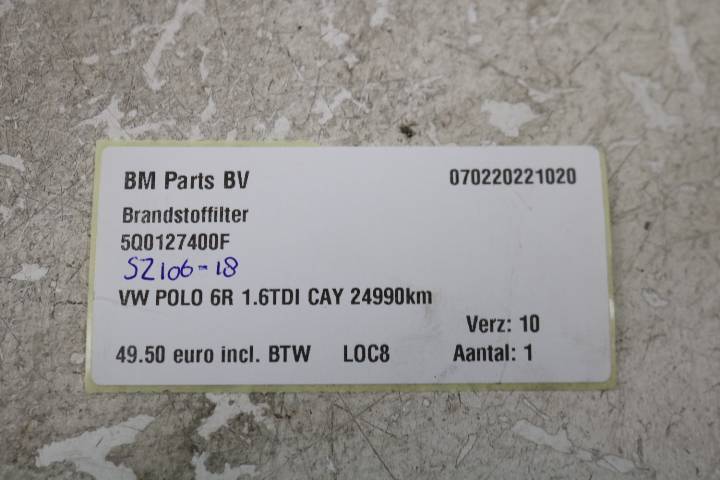 BM Parts BV 070220221020
Brandstoffilter
5Q0127400F
SZ106-18
VW POLO 6R 1.6TDI CAY 24990km
Verz: 10
49.50 euro incl. BTW LOC8 Aantal: 1